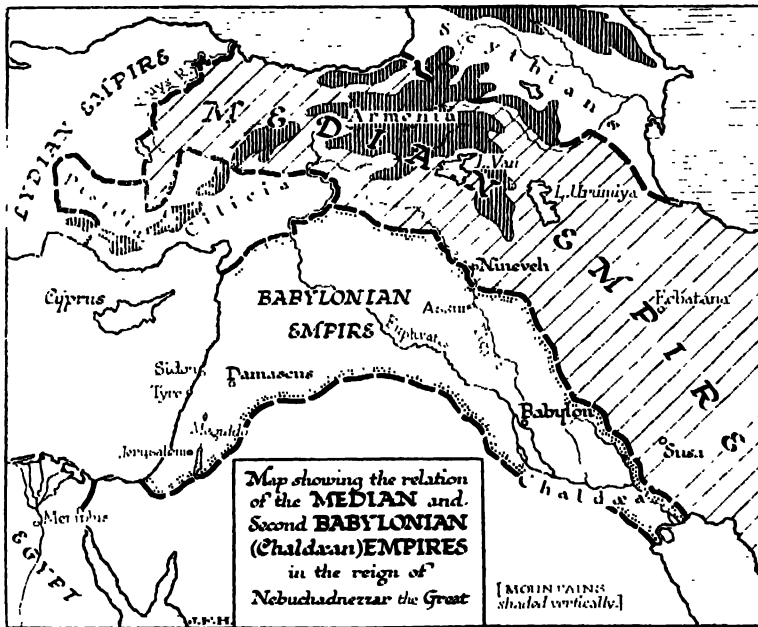 LYDIAN EMPIRE
Scythians
MEDIAN EMPIRE
Armenia
L. Van
L. Urumiya
Cilicia
Nineveh
Cyprus
BABYLONIAN
EMPIRE
Assur
Ecbatana
Euphrates
Sidon
Tyre
Damascus
Babylon
Megiddo
Jerusalem
Susa
Chaldæa
Memphis
EGYPT
Map showing the relation
of the MEDIAN and
Second BABYLONIAN
(Chaldæan) EMPIRES
in the reign of
Nebuchadnezzar the Great
[MOUNTAINS
shaded vertically.]
J.F.H.